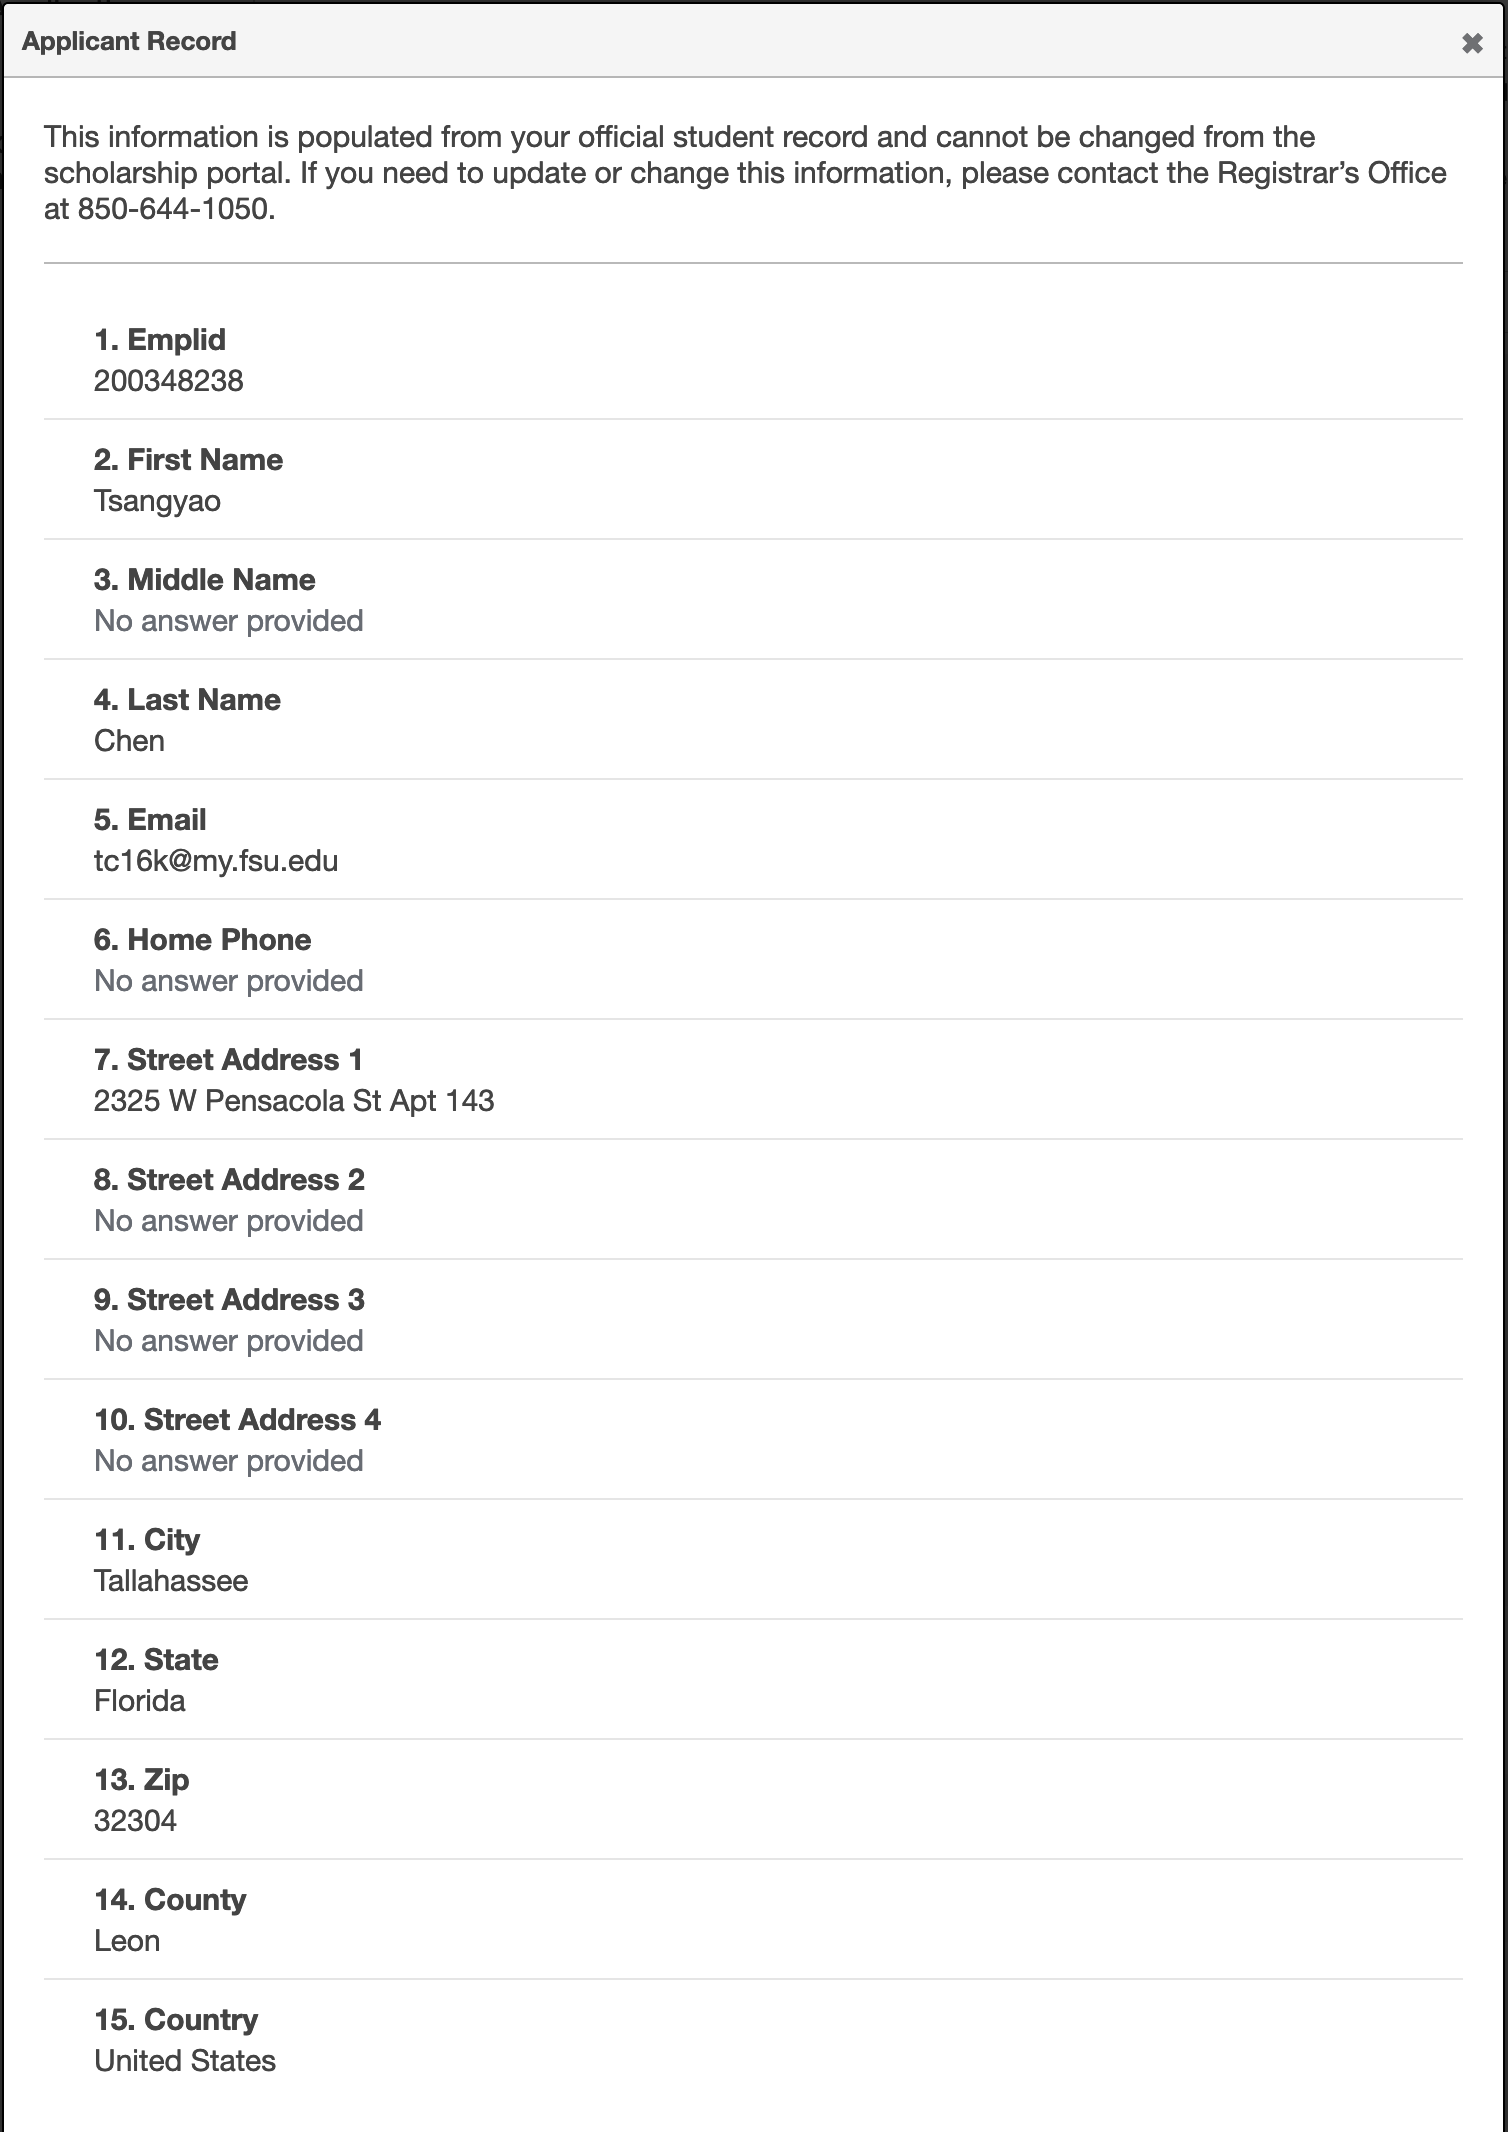 Applicant Record
This information is populated from your official student record and cannot be changed from the
scholarship portal. If you need to update or change this information, please contact the Registrar’s Office
at 850-644-1050.
1. Emplid
200348238
2. First Name
Tsangyao
3. Middle Name
No answer provided
4. Last Name
Chen
5. Email
tc16k@my.fsu.edu
6. Home Phone
No answer provided
7. Street Address 1
2325 W Pensacola St Apt 143
8. Street Address 2
No answer provided
9. Street Address 3
No answer provided
10. Street Address 4
No answer provided
11. City
Tallahassee
12. State
Florida
13. Zip
32304
14. County
Leon
15. Country
United States